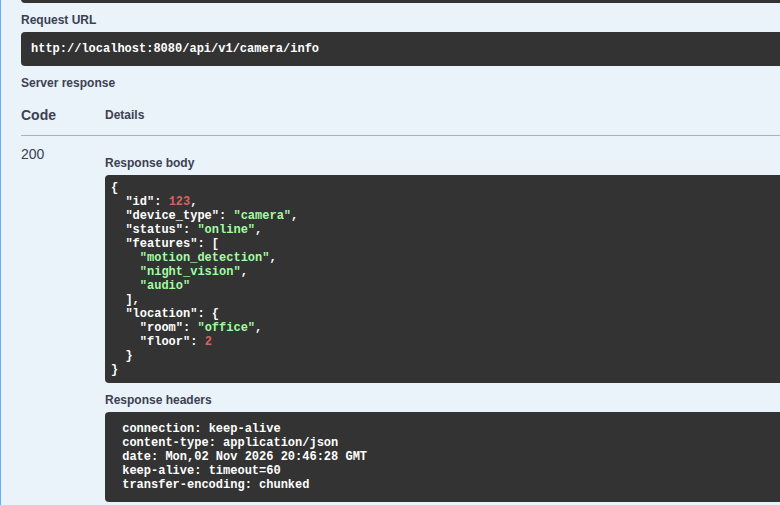 Request URL
http://localhost:8080/api/v1/camera/info
Server response
Code Details
200
Response body
{
  "id": 123,
  "device_type": "camera",
  "status": "online",
  "features": [
    "motion_detection",
    "night_vision",
    "audio"
  ],
  "location": {
    "room": "office",
    "floor": 2
  }
}
Response headers
connection: keep-alive
content-type: application/json
date: Mon,02 Nov 2026 20:46:28 GMT
keep-alive: timeout=60
transfer-encoding: chunked